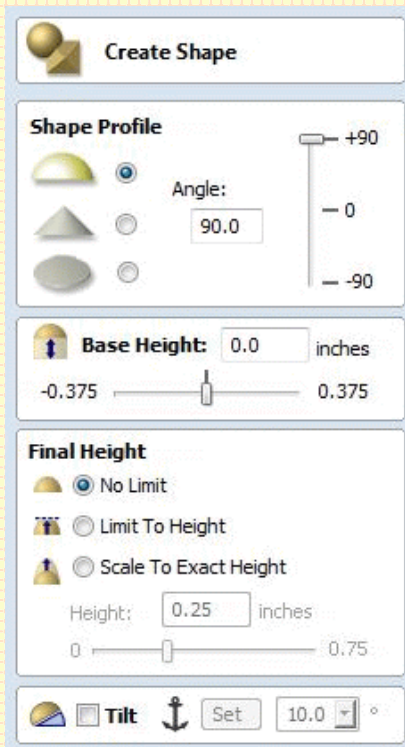 Create Shape
Shape Profile
+90
Angle:
90.0
0
-90
Base Height: 0.0 inches
-0.375 0.375
Final Height
No Limit
Limit To Height
Scale To Exact Height
Height: 0.25 inches
0 0.75
Tilt Set 10.0 °